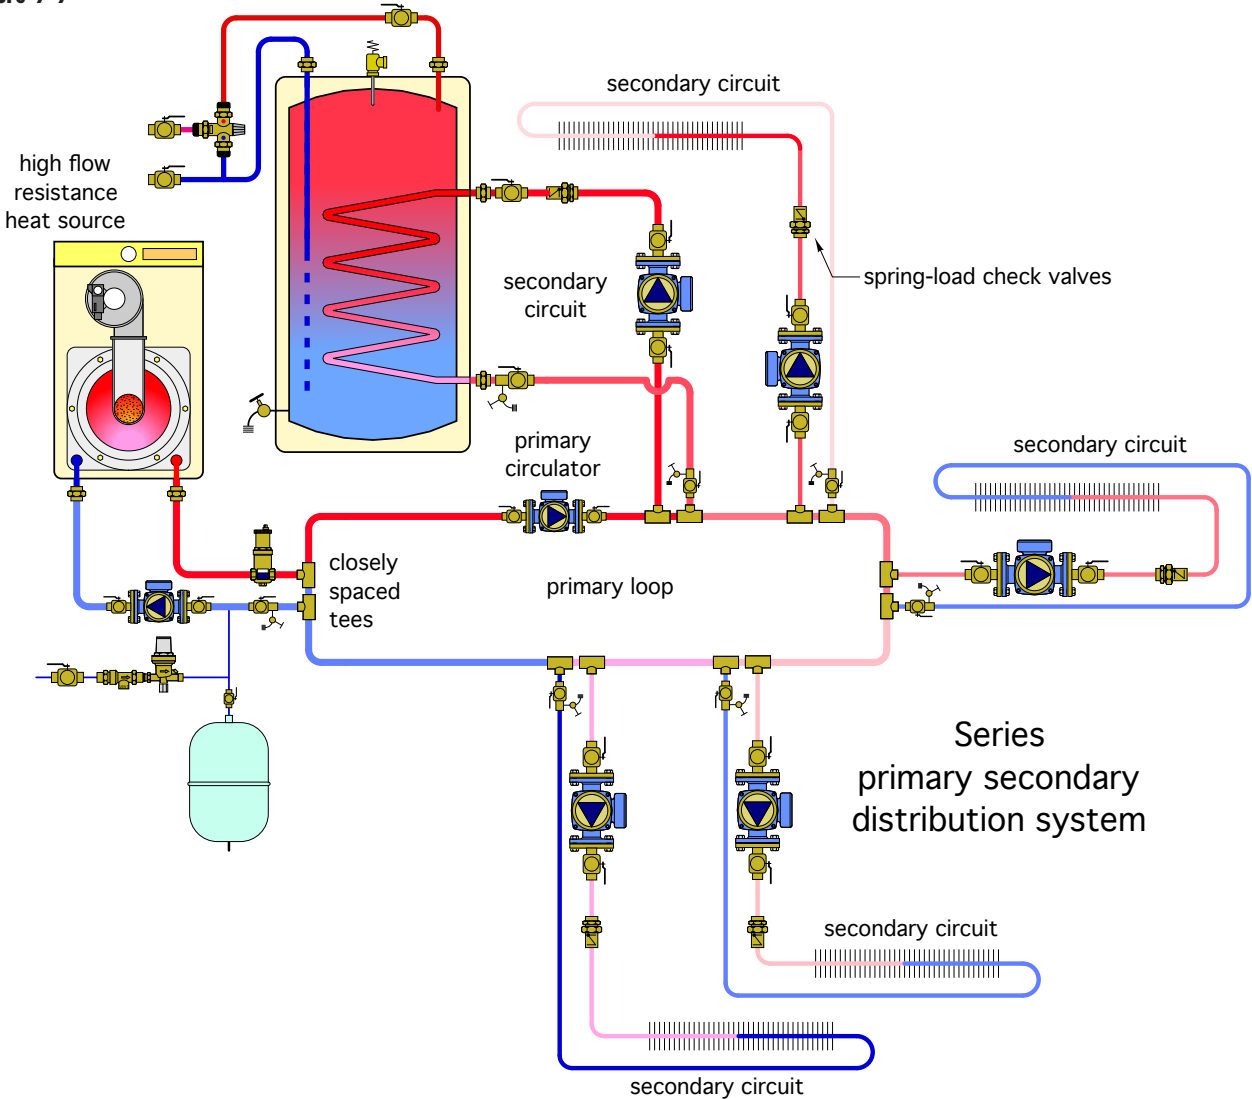 secondary circuit
high flow
resistance
heat source
secondary
circuit
spring-load check valves
primary
circulator
secondary circuit
closely
spaced
tees
primary loop
Series
primary secondary
distribution system
secondary circuit
secondary circuit